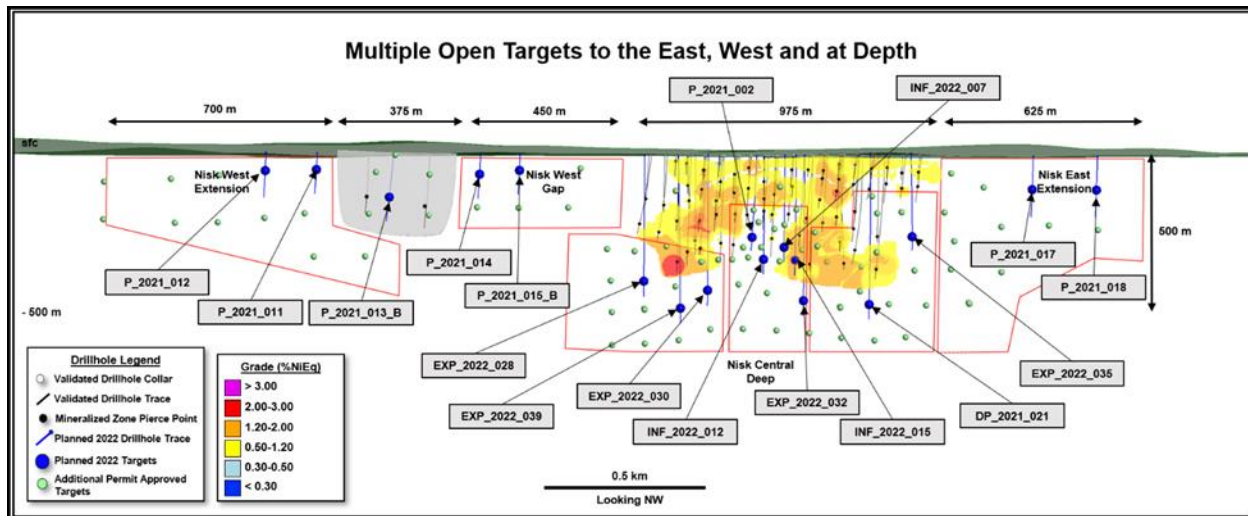 Multiple Open Targets to the East, West and at Depth
P_2021_002
INF_2022_007
700 m
375 m
450 m
975 m
625 m
sfc
Nisk West
Extension
Nisk West
Gap
Nisk East
Extension
500 m
P_2021_012
P_2021_011
P_2021_013_B
P_2021_014
P_2021_015_B
P_2021_017
P_2021_018
- 500 m
EXP_2022_028
EXP_2022_039
EXP_2022_030
INF_2022_012
Nisk Central
Deep
EXP_2022_032
INF_2022_015
DP_2021_021
EXP_2022_035
Drillhole Legend
Validated Drillhole Collar
Validated Drillhole Trace
Mineralized Zone Pierce Point
Planned 2022 Drillhole Trace
Planned 2022 Targets
Additional Permit Approved
Targets
Grade (%NiEq)
> 3.00
2.00-3.00
1.20-2.00
0.50-1.20
0.30-0.50
< 0.30
0.5 km
Looking NW